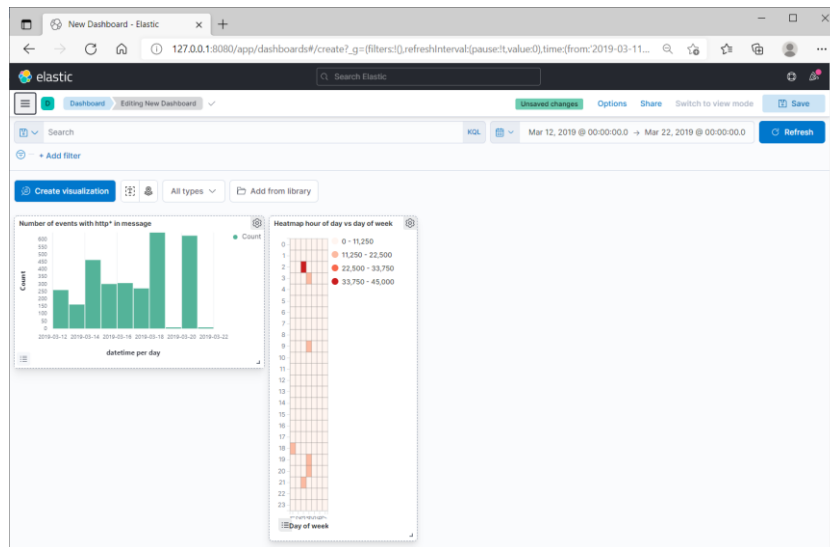 New Dashboard - Elastic
127.0.0.1:8080/app/dashboards#/create?_g=(filters:!(),refreshInterval:(pause:!t,value:0),time:(from:'2019-03-11...
elastic
Search Elastic
D Dashboard Editing New Dashboard Unsaved changes Options Share Switch to view mode Save
Search KQL Mar 12, 2019 @ 00:00:00.0 → Mar 22, 2019 @ 00:00:00.0 Refresh
+ Add filter
Create visualization All types Add from library
Number of events with http* in message
Count
600
550
500
450
400
350
300
250
200
150
100
50
0
Count
2019-03-12 2019-03-14 2019-03-16 2019-03-18 2019-03-20 2019-03-22
datetime per day
Heatmap hour of day vs day of week
0 - 11,250
11,250 - 22,500
22,500 - 33,750
33,750 - 45,000
0
1
2
3
4
5
6
7
8
9
10
11
12
13
14
15
16
17
18
19
20
21
22
23
Day of week